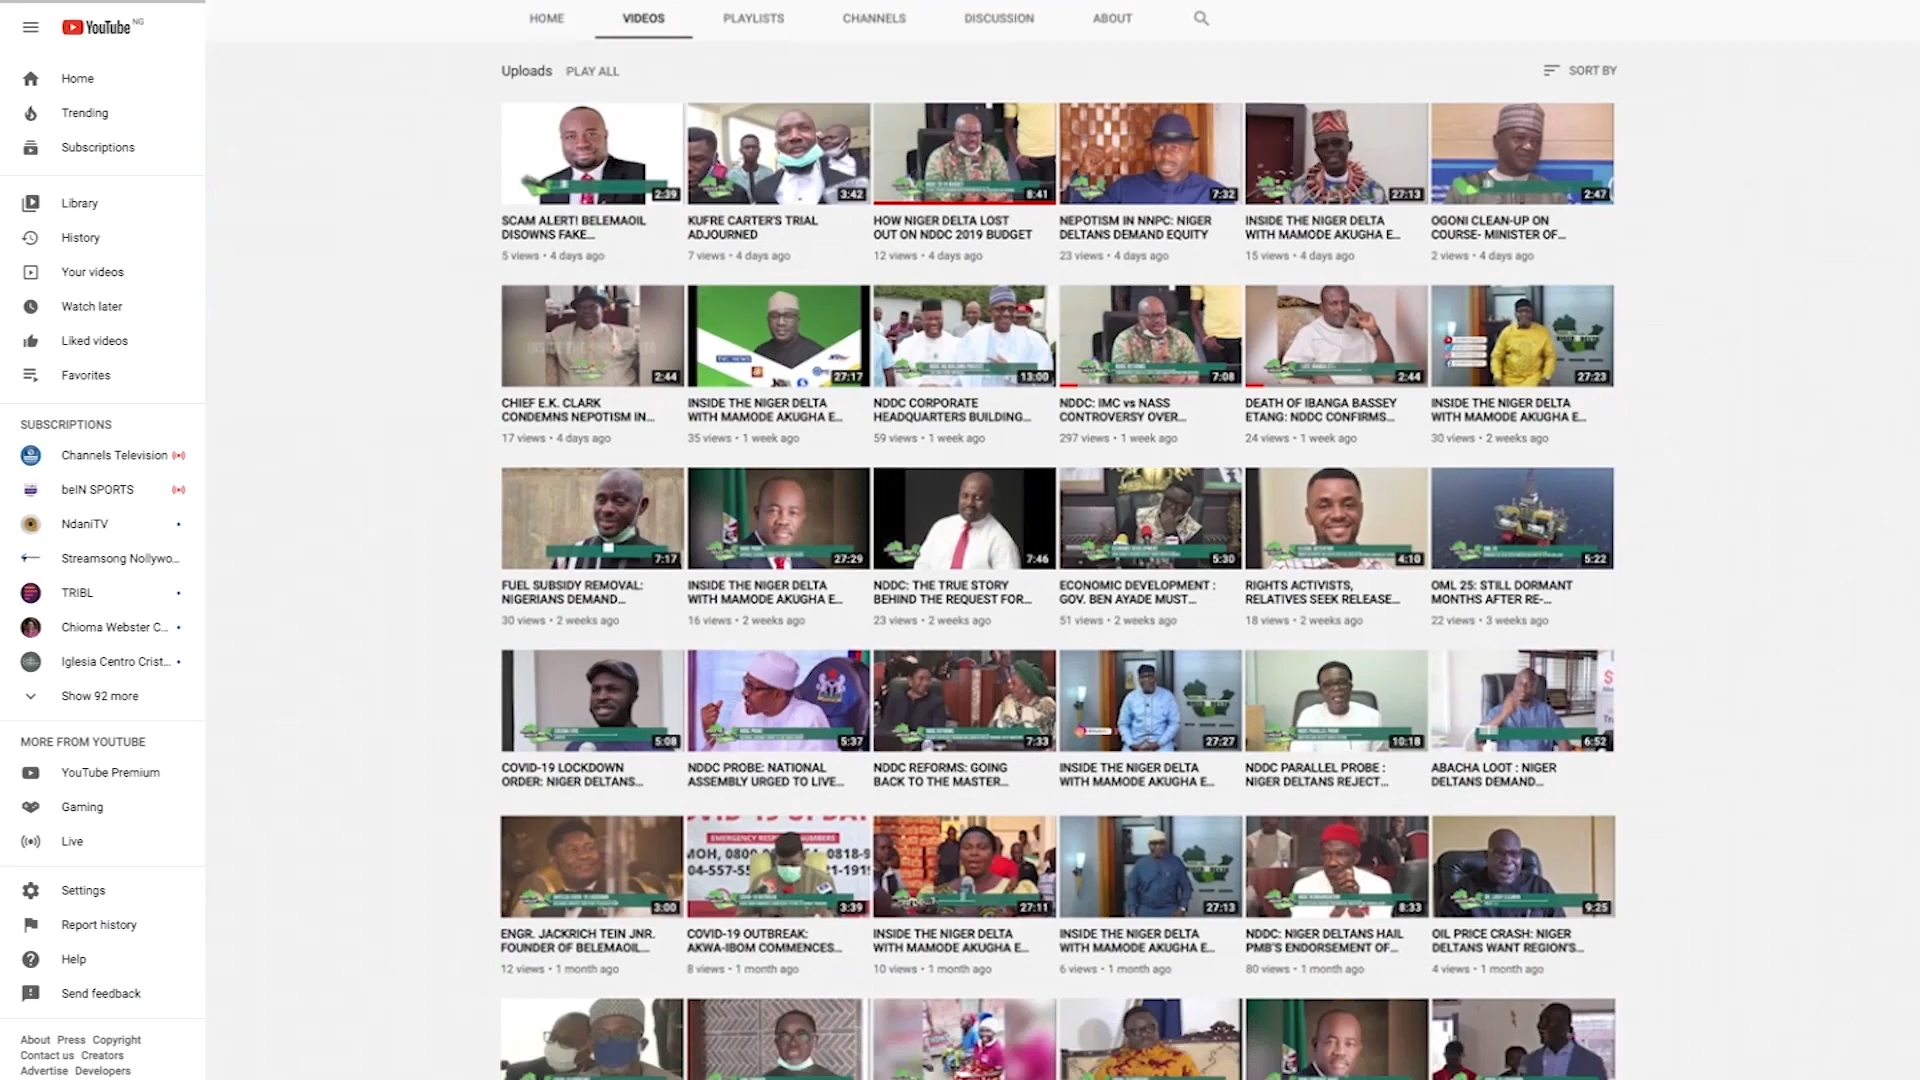 YouTube NG
HOME VIDEOS PLAYLISTS CHANNELS DISCUSSION ABOUT
Home
Trending
Subscriptions
Library
History
Your videos
Watch later
Liked videos
Favorites
SUBSCRIPTIONS
Channels Television
beIN SPORTS
NdaniTV
Streamsong Nollywo...
TRIBL
Chioma Webster C...
Iglesia Centro Crist...
Show 92 more
MORE FROM YOUTUBE
YouTube Premium
Gaming
Live
Settings
Report history
Help
Send feedback
About Press Copyright
Contact us Creators
Advertise Developers
Uploads PLAY ALL SORT BY
2:39
SCAM ALERT! BELEMAOIL
DISOWNS FAKE...
5 views • 4 days ago
3:42
KUFRE CARTER'S TRIAL
ADJOURNED
7 views • 4 days ago
8:41
HOW NIGER DELTA LOST
OUT ON NDDC 2019 BUDGET
12 views • 4 days ago
7:32
NEPOTISM IN NNPC: NIGER
DELTANS DEMAND EQUITY
23 views • 4 days ago
27:13
INSIDE THE NIGER DELTA
WITH MAMODE AKUGHA E...
15 views • 4 days ago
2:47
OGONI CLEAN-UP ON
COURSE- MINISTER OF...
2 views • 4 days ago
2:44
CHIEF E.K. CLARK
CONDEMNS NEPOTISM IN...
17 views • 4 days ago
27:17
INSIDE THE NIGER DELTA
WITH MAMODE AKUGHA E...
35 views • 1 week ago
13:00
NDDC CORPORATE
HEADQUARTERS BUILDING...
59 views • 1 week ago
7:08
NDDC: IMC vs NASS
CONTROVERSY OVER...
297 views • 1 week ago
2:44
DEATH OF IBANGA BASSEY
ETANG: NDDC CONFIRMS...
24 views • 1 week ago
27:23
INSIDE THE NIGER DELTA
WITH MAMODE AKUGHA E...
30 views • 2 weeks ago
7:17
FUEL SUBSIDY REMOVAL:
NIGERIANS DEMAND...
30 views • 2 weeks ago
27:29
INSIDE THE NIGER DELTA
WITH MAMODE AKUGHA E...
16 views • 2 weeks ago
7:46
NDDC: THE TRUE STORY
BEHIND THE REQUEST FOR...
23 views • 2 weeks ago
5:30
ECONOMIC DEVELOPMENT :
GOV. BEN AYADE MUST...
51 views • 2 weeks ago
4:10
RIGHTS ACTIVISTS,
RELATIVES SEEK RELEASE...
18 views • 2 weeks ago
5:22
OML 25: STILL DORMANT
MONTHS AFTER RE-...
22 views • 3 weeks ago
5:08
COVID-19 LOCKDOWN
ORDER: NIGER DELTANS...
5:37
NDDC PROBE: NATIONAL
ASSEMBLY URGED TO LIVE...
7:33
NDDC REFORMS: GOING
BACK TO THE MASTER...
27:27
INSIDE THE NIGER DELTA
WITH MAMODE AKUGHA E...
10:18
NDDC PARALLEL PROBE :
NIGER DELTANS REJECT...
6:52
ABACHA LOOT : NIGER
DELTANS DEMAND...
3:00
ENGR. JACKRICH TEIN JNR.
FOUNDER OF BELEMAOIL...
12 views • 1 month ago
EMERGENCY RESPONSE NUMBERS
3:39
COVID-19 OUTBREAK:
AKWA-IBOM COMMENCES...
8 views • 1 month ago
27:11
INSIDE THE NIGER DELTA
WITH MAMODE AKUGHA E...
10 views • 1 month ago
27:13
INSIDE THE NIGER DELTA
WITH MAMODE AKUGHA E...
6 views • 1 month ago
8:33
NDDC: NIGER DELTANS HAIL
PMB'S ENDORSEMENT OF...
80 views • 1 month ago
9:25
OIL PRICE CRASH: NIGER
DELTANS WANT REGION'S...
4 views • 1 month ago